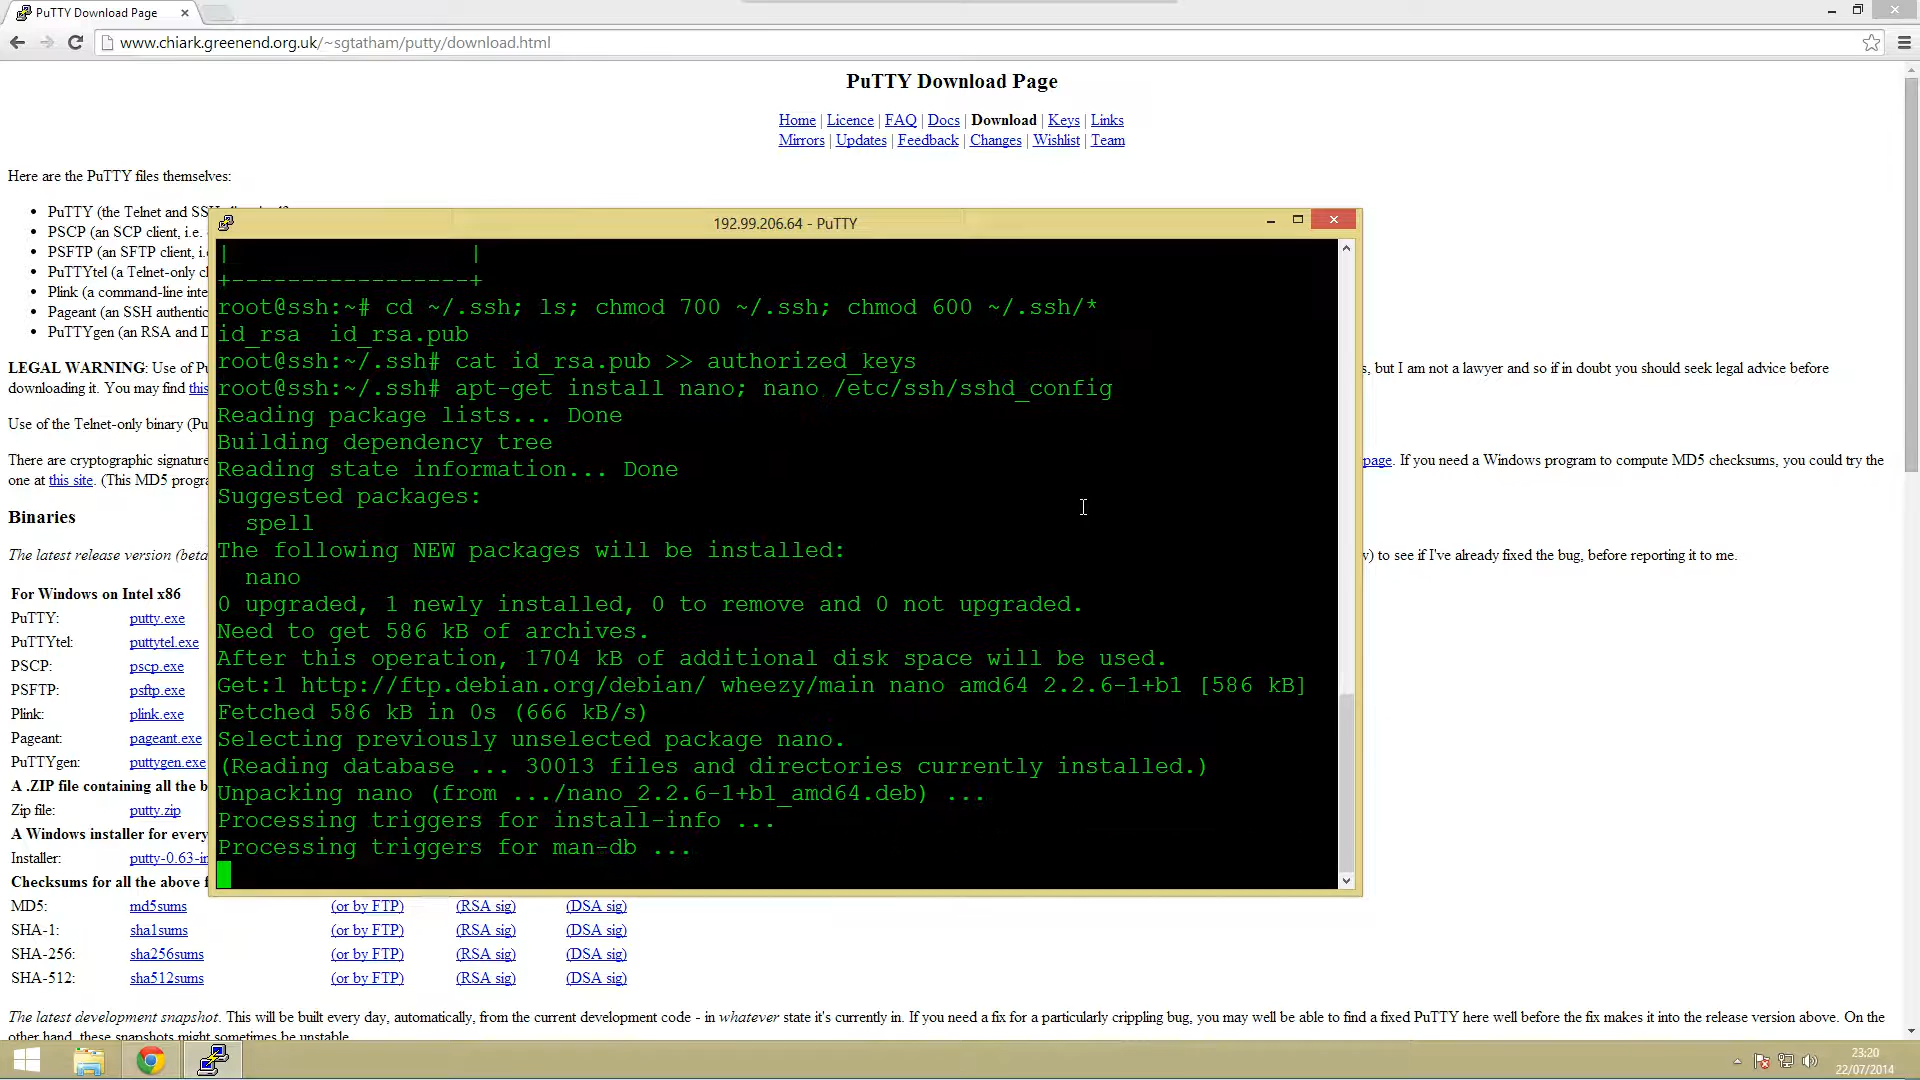 PuTTY Download Page
www.chiark.greenend.org.uk/~sgtatham/putty/download.html
PuTTY Download Page
Home | Licence | FAQ | Docs | Download | Keys | Links
Mirrors | Updates | Feedback | Changes | Wishlist | Team
Here are the PuTTY files themselves:
PuTTY (the Telnet and SSH
PSCP (an SCP client, i.e.
PSFTP (an SFTP client, i.e
PuTTYtel (a Telnet-only cl
Plink (a command-line inte
Pageant (an SSH authentic
PuTTYgen (an RSA and D
LEGAL WARNING: Use of Pu
s, but I am not a lawyer and so if in doubt you should seek legal advice before
downloading it. You may find this
Use of the Telnet-only binary (Pu
There are cryptographic signature
page. If you need a Windows program to compute MD5 checksums, you could try the
one at this site. (This MD5 progra
Binaries
The latest release version (beta
) to see if I've already fixed the bug, before reporting it to me.
For Windows on Intel x86
PuTTY: putty.exe
PuTTYtel: puttytel.exe
PSCP: pscp.exe
PSFTP: psftp.exe
Plink: plink.exe
Pageant: pageant.exe
PuTTYgen: puttygen.exe
A .ZIP file containing all the b
Zip file: putty.zip
A Windows installer for every
Installer: putty-0.63-in
Checksums for all the above f
MD5: md5sums (or by FTP) (RSA sig) (DSA sig)
SHA-1: sha1sums (or by FTP) (RSA sig) (DSA sig)
SHA-256: sha256sums (or by FTP) (RSA sig) (DSA sig)
SHA-512: sha512sums (or by FTP) (RSA sig) (DSA sig)
The latest development snapshot. This will be built every day, automatically, from the current development code - in whatever state it's currently in. If you need a fix for a particularly crippling bug, you may well be able to find a fixed PuTTY here well before the fix makes it into the release version above. On the
other hand, these snapshots might sometimes be unstable.
192.99.206.64 - PuTTY
|                 |
+-----------------+
root@ssh:~# cd ~/.ssh; ls; chmod 700 ~/.ssh; chmod 600 ~/.ssh/*
id_rsa  id_rsa.pub
root@ssh:~/.ssh# cat id_rsa.pub >> authorized_keys
root@ssh:~/.ssh# apt-get install nano; nano /etc/ssh/sshd_config
Reading package lists... Done
Building dependency tree
Reading state information... Done
Suggested packages:
  spell
The following NEW packages will be installed:
  nano
0 upgraded, 1 newly installed, 0 to remove and 0 not upgraded.
Need to get 586 kB of archives.
After this operation, 1704 kB of additional disk space will be used.
Get:1 http://ftp.debian.org/debian/ wheezy/main nano amd64 2.2.6-1+b1 [586 kB]
Fetched 586 kB in 0s (666 kB/s)
Selecting previously unselected package nano.
(Reading database ... 30013 files and directories currently installed.)
Unpacking nano (from .../nano_2.2.6-1+b1_amd64.deb) ...
Processing triggers for install-info ...
Processing triggers for man-db ...
23:20
22/07/2014